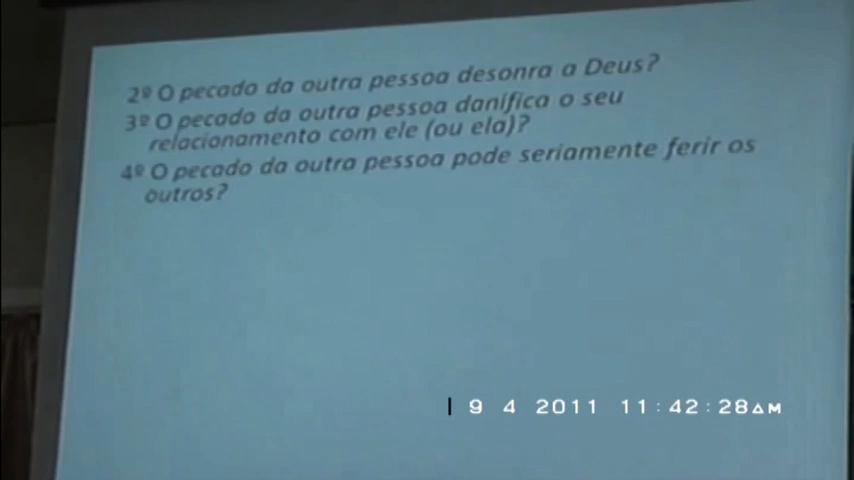 2º O pecado da outra pessoa desonra a Deus?
3º O pecado da outra pessoa danifica o seu
relacionamento com ele (ou ela)?
4º O pecado da outra pessoa pode seriamente ferir os
outros?
9 4 2011 11:42:28AM